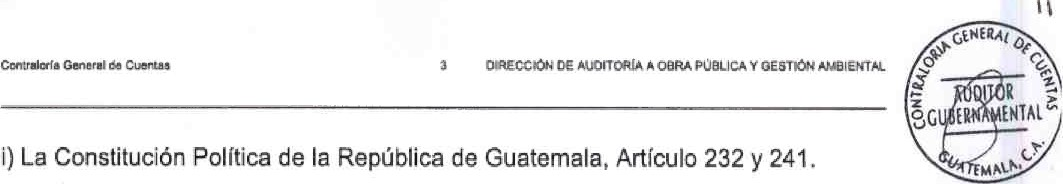 11
Contraloría General de Cuentas 3 DIRECCIÓN DE AUDITORÍA A OBRA PÚBLICA Y GESTIÓN AMBIENTAL
CONTRALORIA GENERAL DE CUENTAS
AUDITOR
GUBERNAMENTAL
GUATEMALA, C.A.
i) La Constitución Política de la República de Guatemala, Artículo 232 y 241.